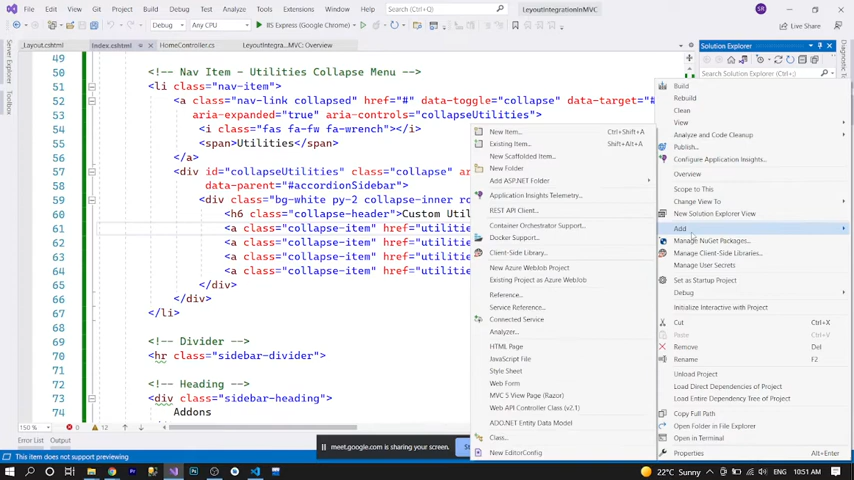 File Edit View Git Project Build Debug Test Analyze Tools Extensions Window Help Search (Ctrl+Q) LayoutIntegrationInMVC SR
Debug Any CPU IIS Express (Google Chrome) Live Share
_Layout.cshtml Index.cshtml HomeController.cs LayoutIntegra...MVC: Overview
Solution Explorer
Search Solution Explorer (Ctrl+;)
Server Explorer
Toolbox
Diagnostic
49
50 <!-- Nav Item - Utilities Collapse Menu -->
51 <li class="nav-item">
52 <a class="nav-link collapsed" href="#" data-toggle="collapse" data-target="#
53 aria-expanded="true" aria-controls="collapseUtilities">
54 <i class="fas fa-fw fa-wrench"></i>
55 <span>Utilities</span>
56 </a>
57 <div id="collapseUtilities" class="collapse"
58 data-parent="#accordionSidebar">
59 <div class="bg-white py-2 collapse-inner ro
60 <h6 class="collapse-header">Custom Util
61 <a class="collapse-item" href="utilitie
62 <a class="collapse-item" href="utilitie
63 <a class="collapse-item" href="utilitie
64 <a class="collapse-item" href="utilitie
65 </div>
66 </div>
67 </li>
68
69 <!-- Divider -->
70 <hr class="sidebar-divider">
71
72 <!-- Heading -->
73 <div class="sidebar-heading">
74 Addons
New Item... Ctrl+Shift+A
Existing Item... Shift+Alt+A
New Scaffolded Item...
New Folder
Add ASP.NET Folder
Application Insights Telemetry...
REST API Client...
Container Orchestrator Support...
Docker Support...
Client-Side Library...
New Azure WebJob Project
Existing Project as Azure WebJob
Reference...
Service Reference...
Connected Service
Analyzer...
HTML Page
JavaScript File
Style Sheet
Web Form
MVC 5 View Page (Razor)
Web API Controller Class (v2.1)
ADO.NET Entity Data Model
Class...
New EditorConfig
Build
Rebuild
Clean
View
Analyze and Code Cleanup
Publish...
Configure Application Insights...
Overview
Scope to This
Change View To
New Solution Explorer View
Add
Manage NuGet Packages...
Manage Client-Side Libraries...
Manage User Secrets
Set as Startup Project
Debug
Initialize Interactive with Project
Cut Ctrl+X
Paste Ctrl+V
Remove Del
Rename F2
Unload Project
Load Direct Dependencies of Project
Load Entire Dependency Tree of Project
Copy Full Path
Open Folder in File Explorer
Open in Terminal
Properties Alt+Enter
150 % 0 12
meet.google.com is sharing your screen.
Error List Output
This item does not support previewing
22°C Sunny 10:51 AM